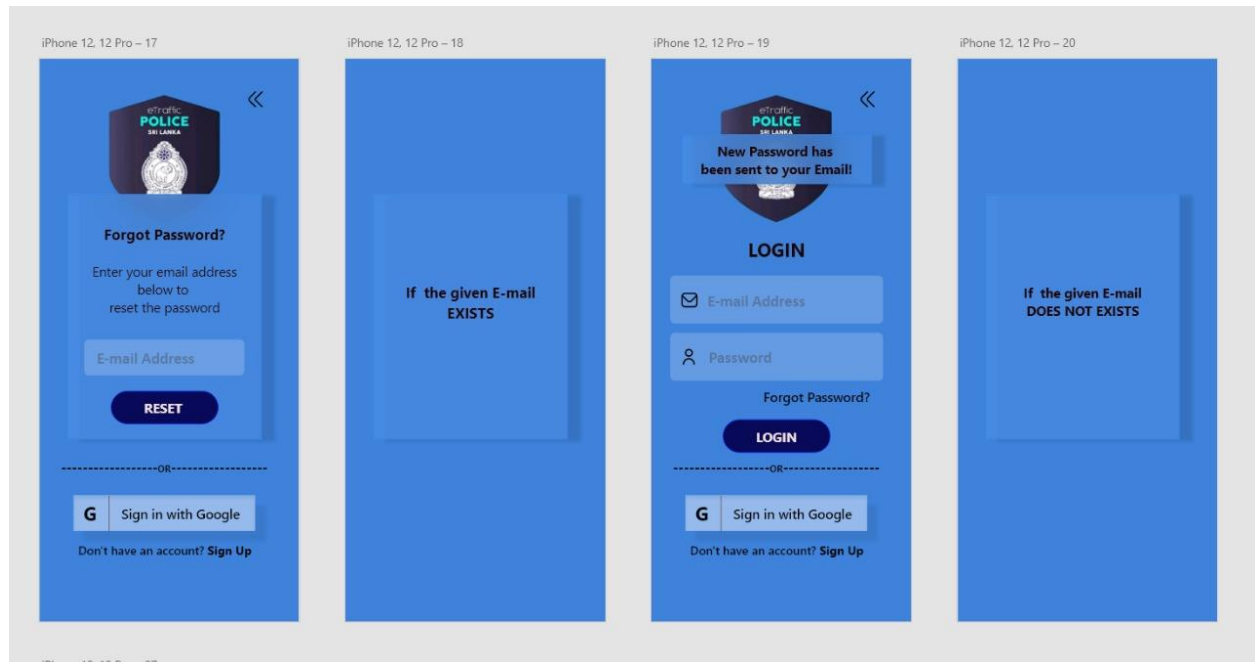 iPhone 12, 12 Pro – 17
eTraffic
POLICE
SRI LANKA
Forgot Password?
Enter your email address
below to
reset the password
E-mail Address
RESET
------------------OR------------------
G Sign in with Google
Don't have an account? Sign Up
iPhone 12, 12 Pro – 18
If the given E-mail
EXISTS
iPhone 12, 12 Pro – 19
eTraffic
POLICE
SRI LANKA
New Password has
been sent to your Email!
LOGIN
E-mail Address
Password
Forgot Password?
LOGIN
------------------OR------------------
G Sign in with Google
Don't have an account? Sign Up
iPhone 12, 12 Pro – 20
If the given E-mail
DOES NOT EXISTS